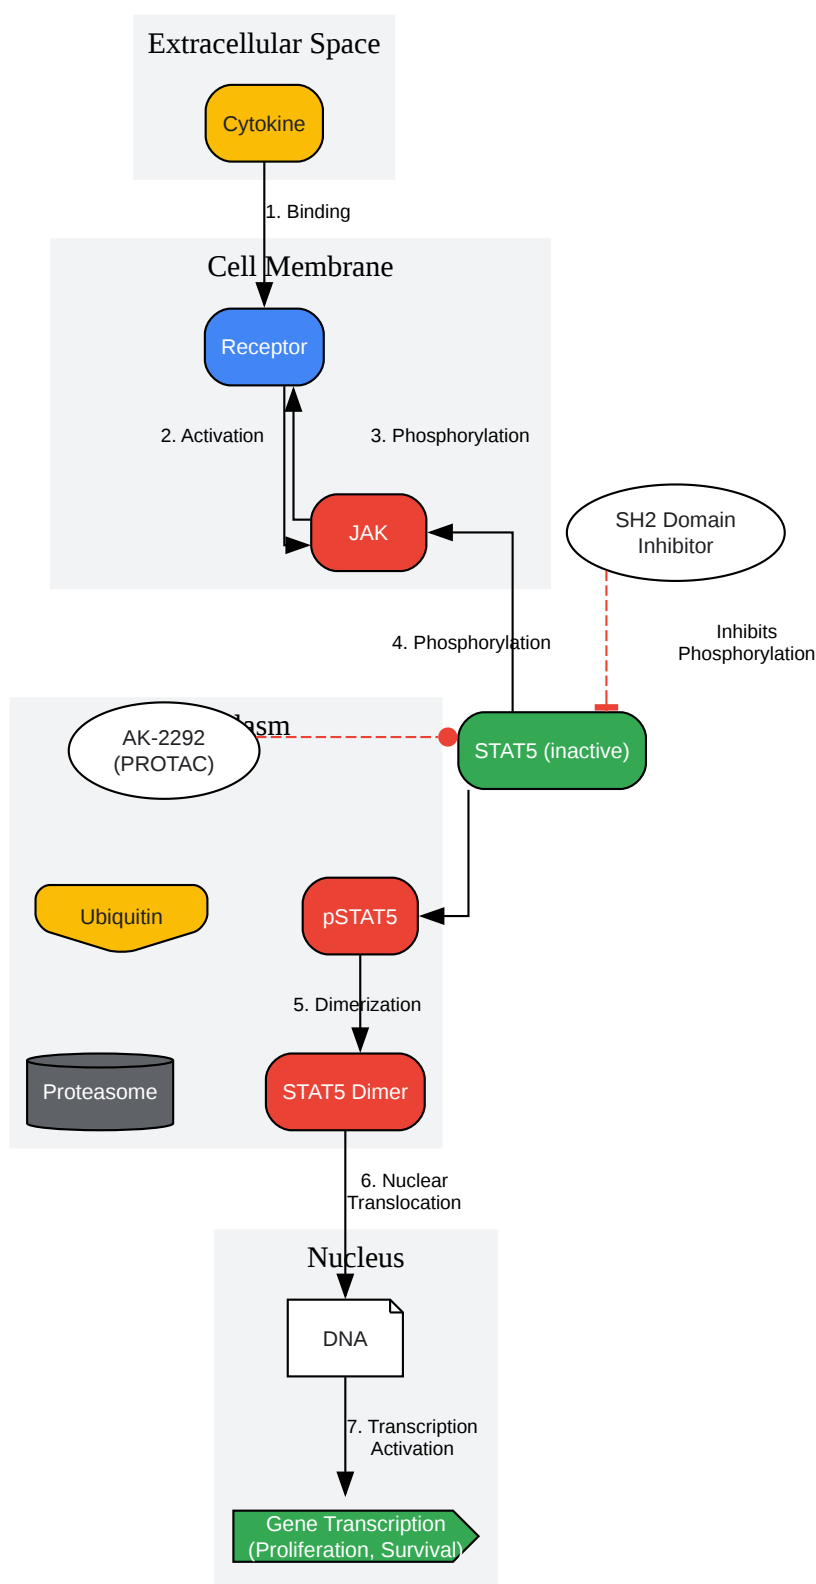 Extracellular Space
Cytokine
1. Binding
Cell Membrane
Receptor
2. Activation
3. Phosphorylation
JAK
SH2 Domain
Inhibitor
4. Phosphorylation
Inhibits
Phosphorylation
AK-2292
(PROTAC)
STAT5 (inactive)
Ubiquitin
pSTAT5
5. Dimerization
Proteasome
STAT5 Dimer
6. Nuclear
Translocation
Nucleus
DNA
7. Transcription
Activation
Gene Transcription
(Proliferation, Survival)